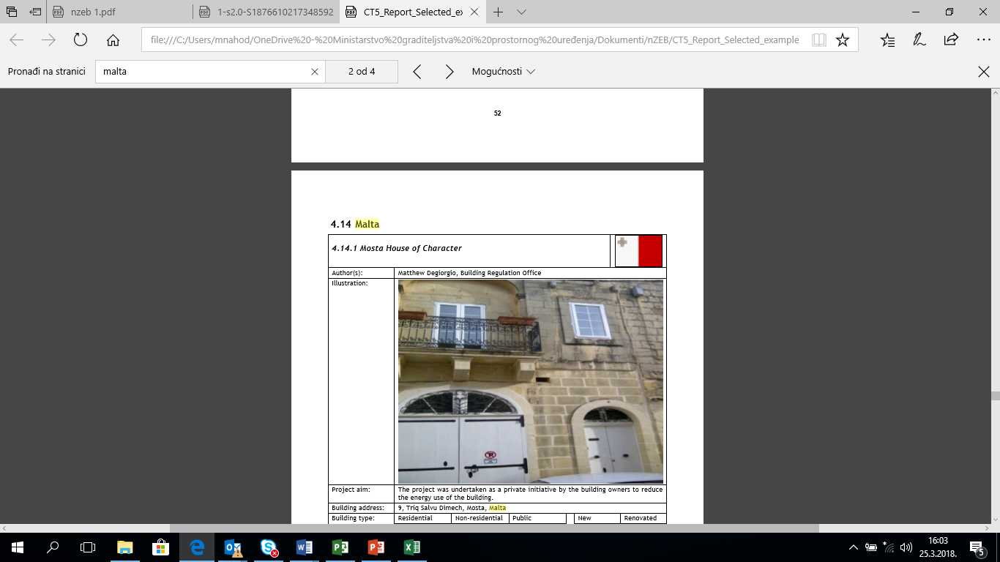 nzeb 1.pdf
1-s2.0-S1876610217348592
CT5_Report_Selected_ex
file:///C:/Users/mnahod/OneDrive%20-%20Ministarstvo%20graditeljstva%20i%20prostornog%20uređenja/Dokumenti/nZEB/CT5_Report_Selected_example
Pronađi na stranici
malta
2 od 4
Mogućnosti
52
4.14 Malta
4.14.1 Mosta House of Character
Author(s): Matthew Degiorgio, Building Regulation Office
Illustration:
Project aim: The project was undertaken as a private initiative by the building owners to reduce
the energy use of the building.
Building address: 9, Triq Salvu Dimech, Mosta, Malta
Building type: Residential Non-residential Public New Renovated
16:03
25.3.2018.
5